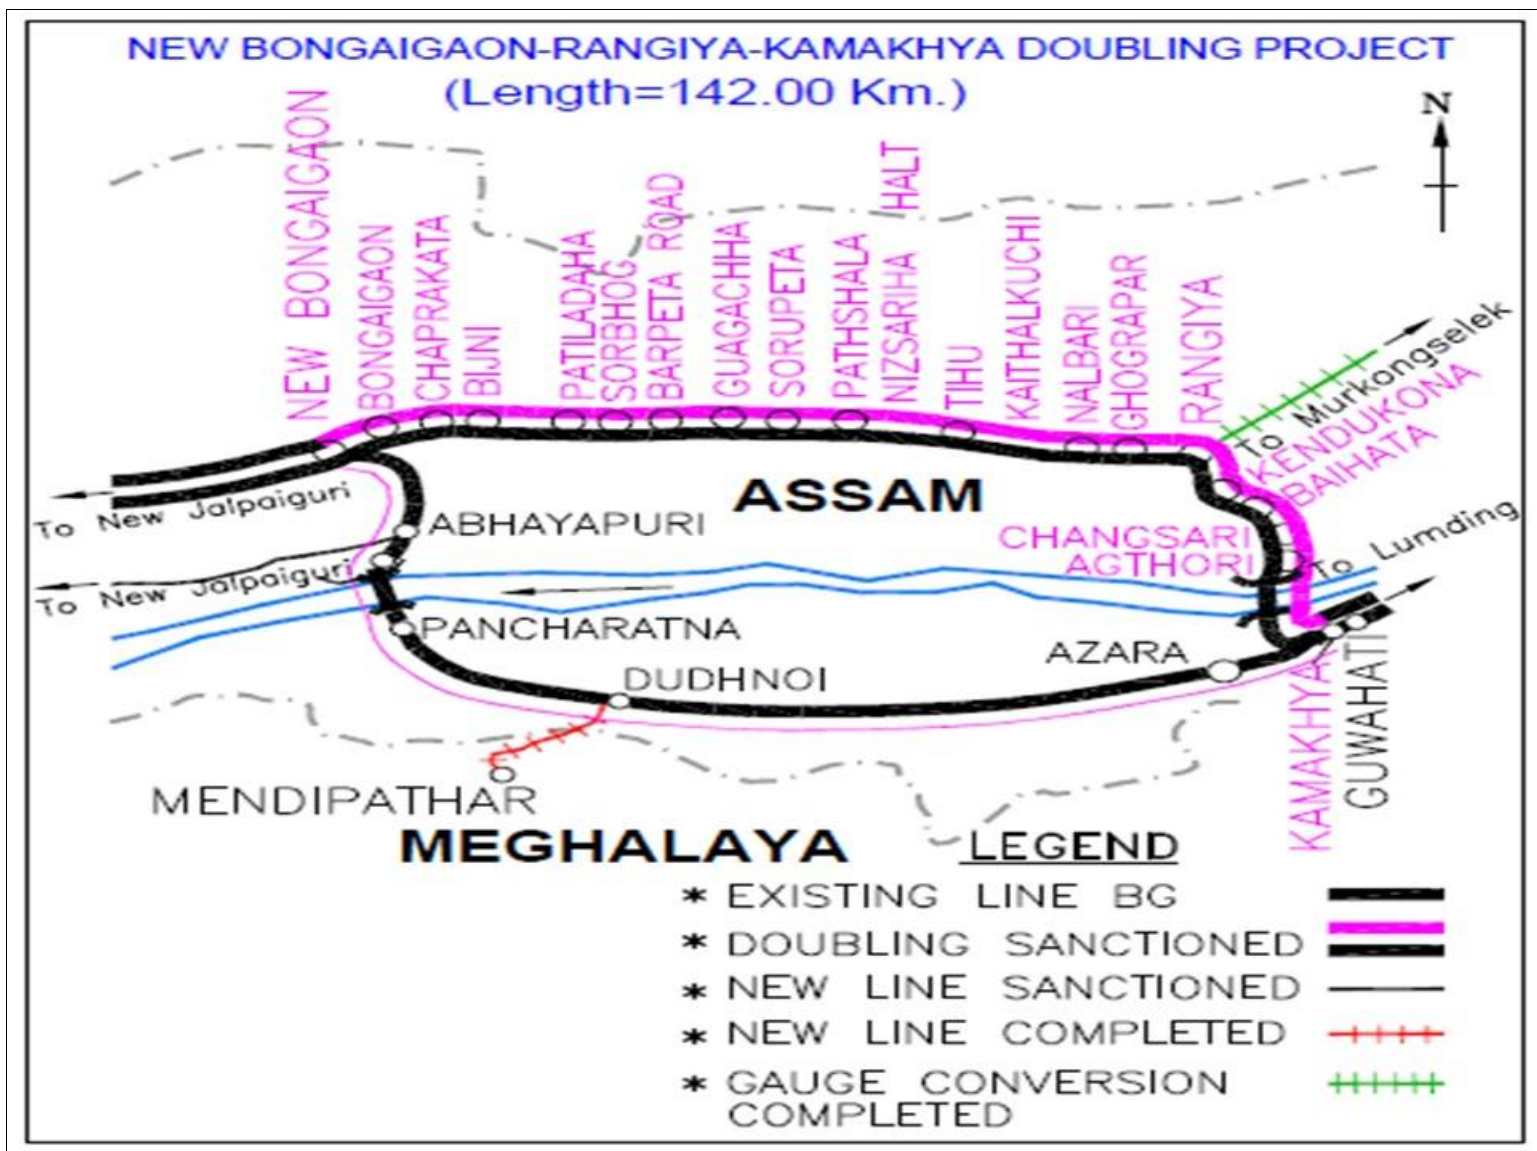 NEW BONGAIGAON-RANGIYA-KAMAKHYA DOUBLING PROJECT
(Length=142.00 Km.)
N
NEW BONGAIGAON
BONGAIGAON
CHAPRAKATA
BIJNI
PATILADAHA
SORBHOG
BARPETA ROAD
GUAGACHHA
SORUPETA
PATHSHALA
NIZSARIHA HALT
TIHU
KAITHALKUCHI
NALBARI
GHOGRAPAR
RANGIYA
To Murkongselek
KENDUKONA
BAIHATA
ASSAM
To New Jalpaiguri
ABHAYAPURI
CHANGSARI
AGTHORI
To Lumding
To New Jalpaiguri
PANCHARATNA
AZARA
DUDHNOI
KAMAKHYA
GUWAHATI
MENDIPATHAR
MEGHALAYA
LEGEND
* EXISTING LINE BG
* DOUBLING SANCTIONED
* NEW LINE SANCTIONED
* NEW LINE COMPLETED
* GAUGE CONVERSION
COMPLETED